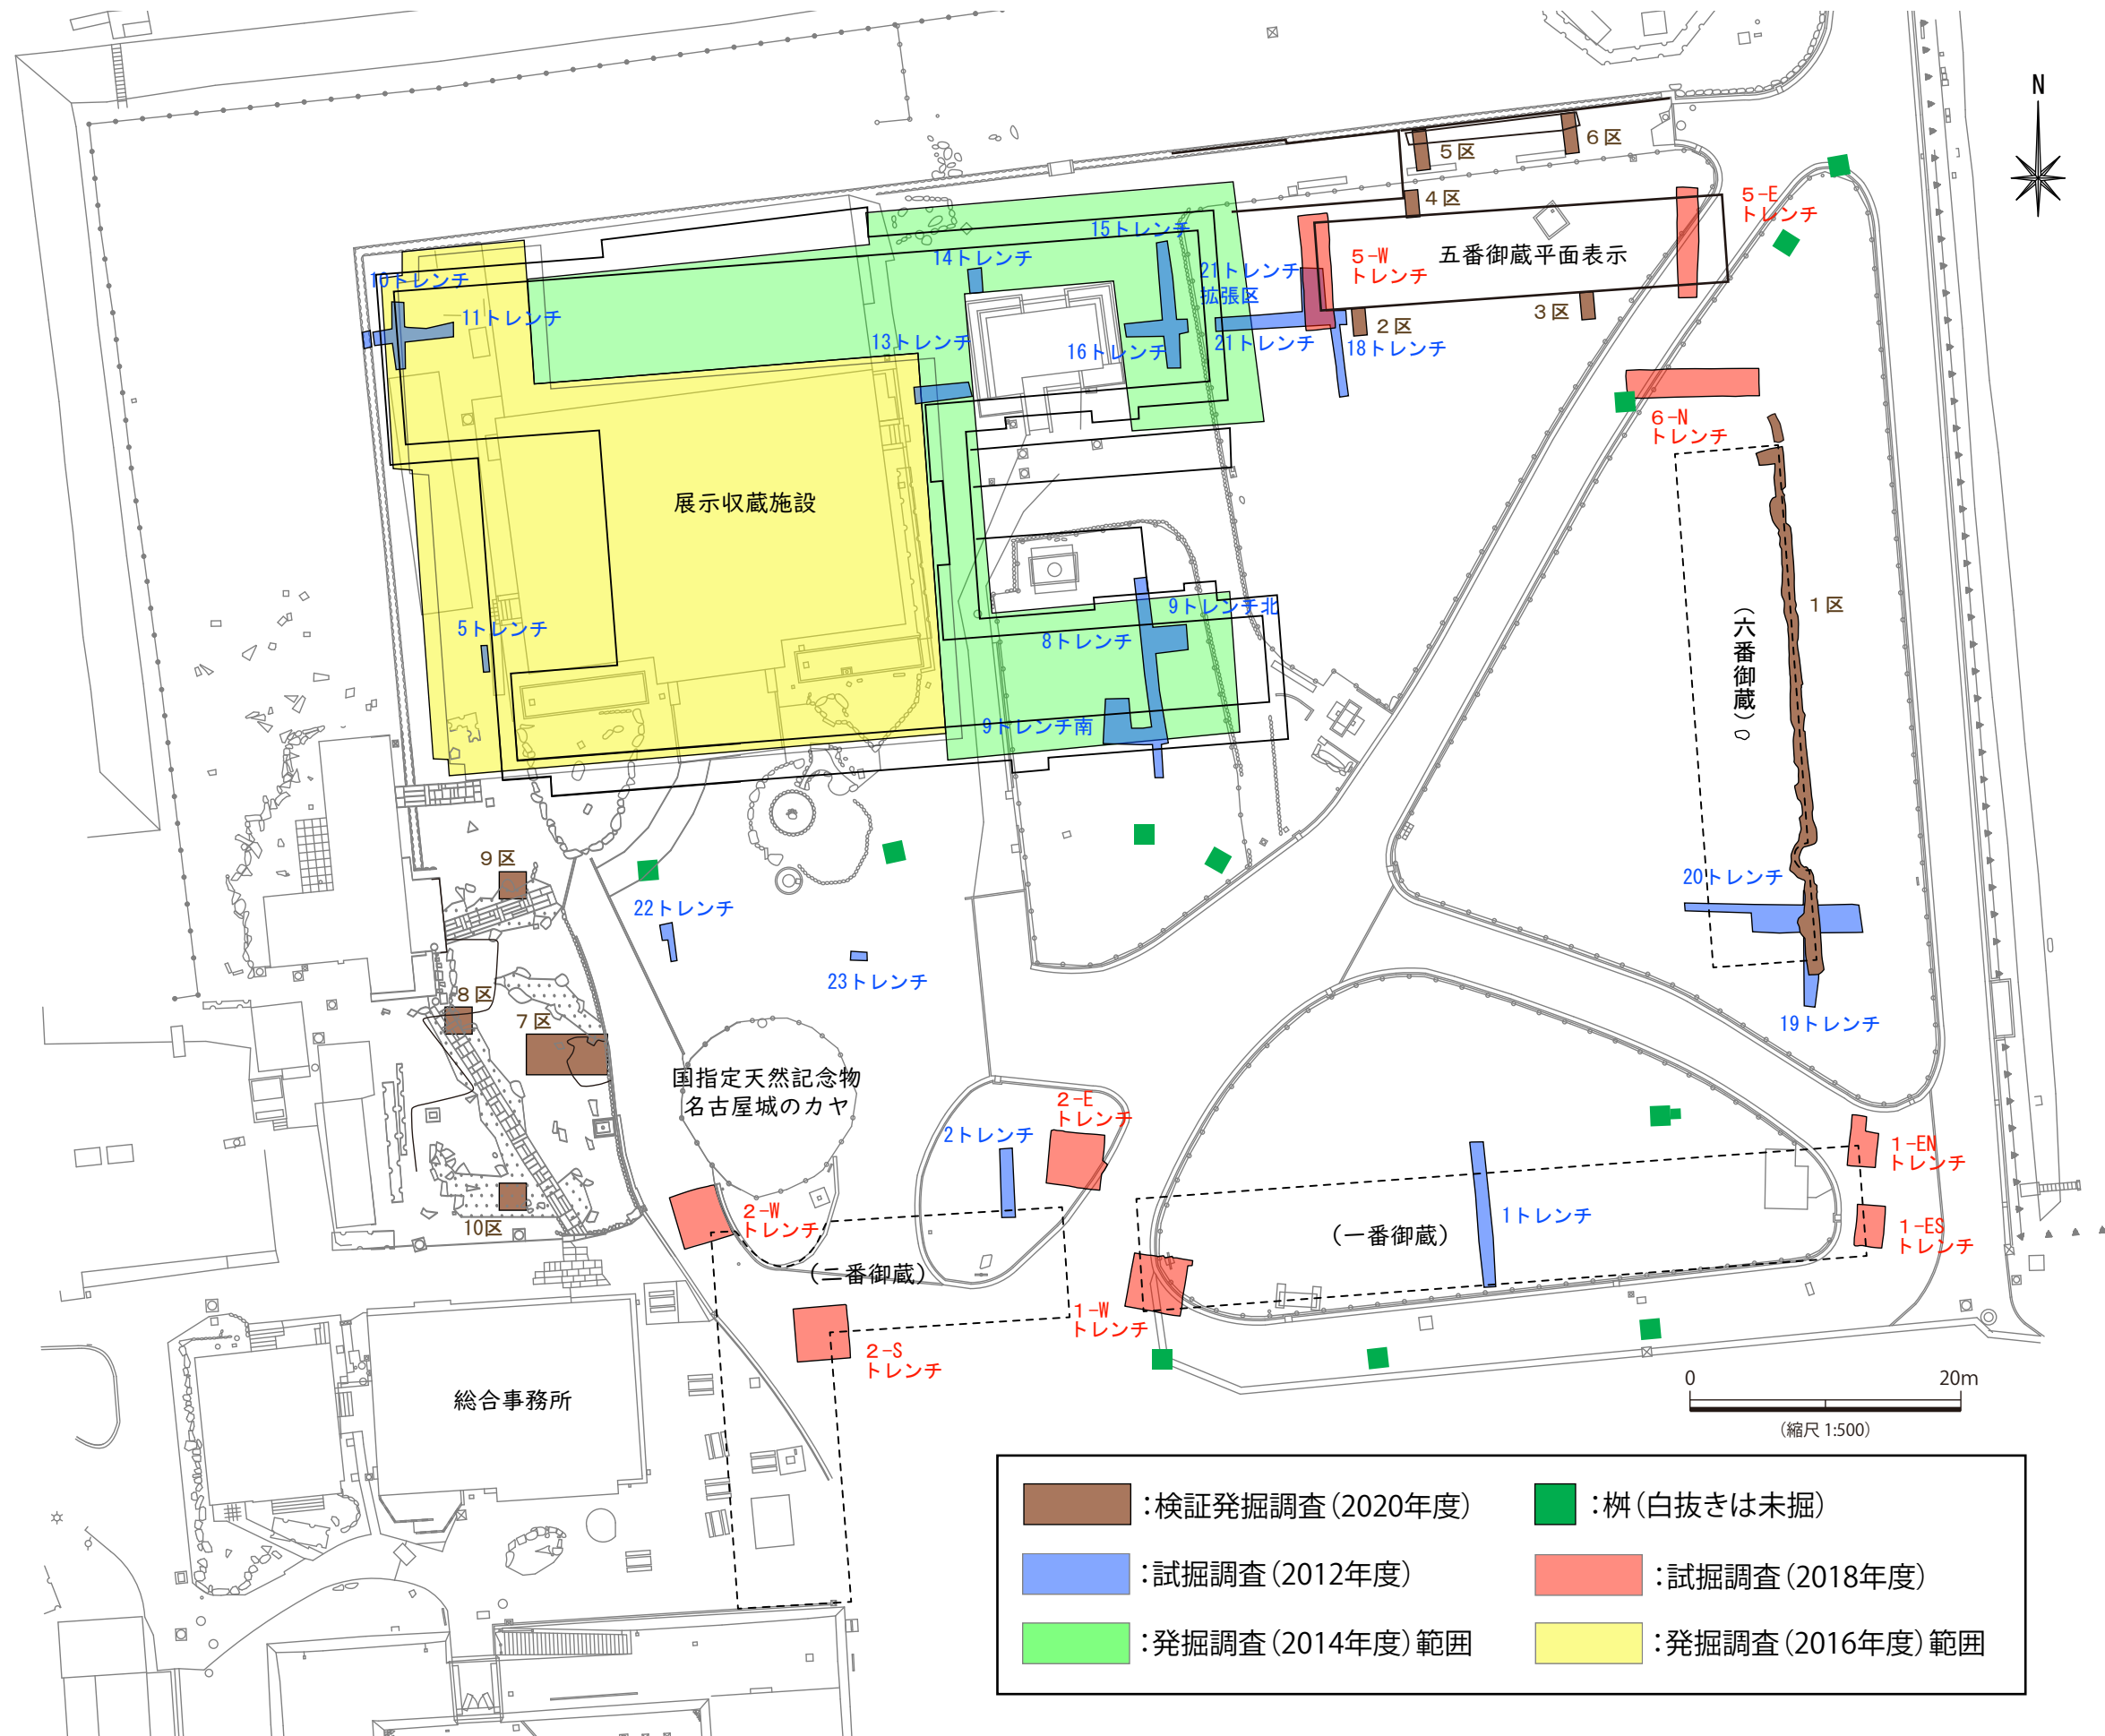 N
6区
5区
4区
5-E
トレンチ
15トレンチ
14トレンチ
21トレンチ
拡張区
5-W
トレンチ
五番御蔵平面表示
10トレンチ
11トレンチ
13トレンチ
16トレンチ
21トレンチ
18トレンチ
2区
3区
6-N
トレンチ
展示収蔵施設
1区
(六番御蔵)
5トレンチ
9トレンチ北
8トレンチ
9トレンチ南
9区
22トレンチ
23トレンチ
20トレンチ
19トレンチ
8区
7区
国指定天然記念物
名古屋城のカヤ
2-E
トレンチ
2トレンチ
1-EN
トレンチ
10区
2-W
トレンチ
1トレンチ
1-ES
トレンチ
(一番御蔵)
(二番御蔵)
1-W
トレンチ
2-S
トレンチ
総合事務所
0 20m
(縮尺 1:500)
:検証発掘調査(2020年度) :桝(白抜きは未掘)
:試掘調査(2012年度) :試掘調査(2018年度)
:発掘調査(2014年度)範囲 :発掘調査(2016年度)範囲